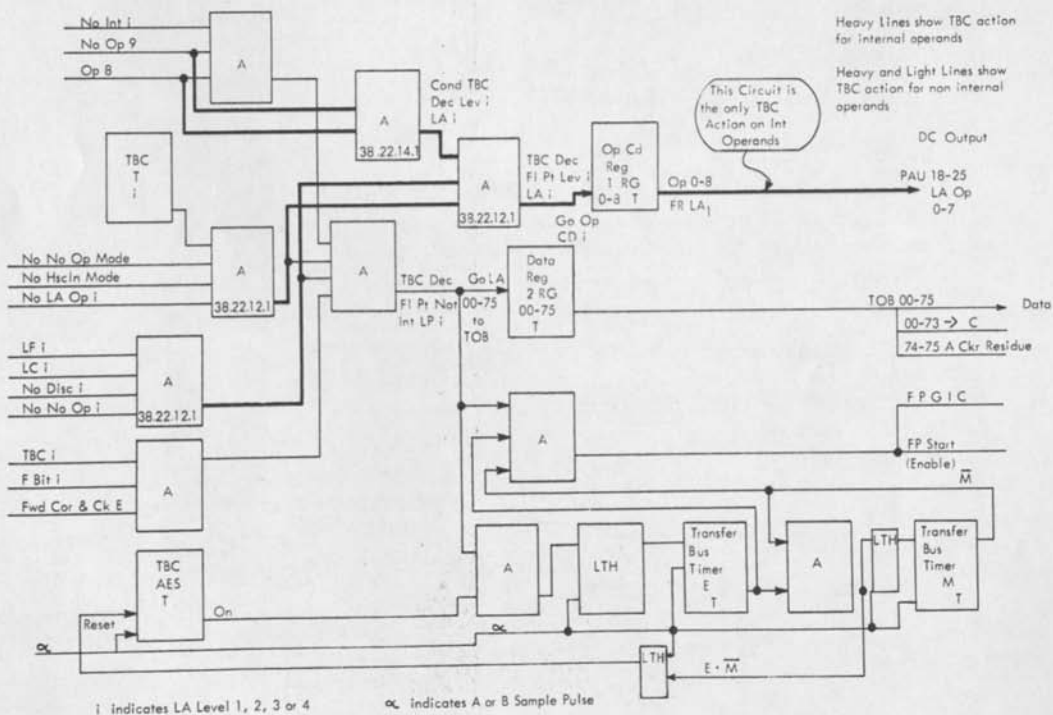 No Int i
No Op 9
Op 8
A
Heavy Lines show TBC action
for internal operands
Heavy and Light Lines show
TBC action for non internal
operands
This Circuit is
the only TBC
Action on Int
Operands
DC Output
Cond TBC
Dec Lev i
LA i
A
38.22.14.1
TBC
T
i
A
38.22.12.1
TBC Dec
Fl Pt Lev i
LA i
Go Op
CD i
Op Cd
Reg
1 RG
0-8 T
Op 0-8
FR LA1
PAU 18-25
LA Op
0-7
No No Op Mode
No HscIn Mode
No LA Op i
A
38.22.12.1
A
TBC Dec
Fl Pt Not
Int LP i
Go LA
00-75
to
TOB
Data
Reg
2 RG
00-75
T
TOB 00-75
Data
00-73 → C
74-75 A Ckr Residue
LF i
LC i
No Disc i
No No Op i
A
38.22.12.1
TBC i
F Bit i
Fwd Cor & Ck E
A
A
F P G I C
FP Start
(Enable)
M̅
TBC
AES
T
On
Reset
∝
A
LTH
∝
Transfer
Bus
Timer
E
T
A
LTH
Transfer
Bus
Timer
M
T
LTH
E · M̅
i indicates LA Level 1, 2, 3 or 4
∝ indicates A or B Sample Pulse